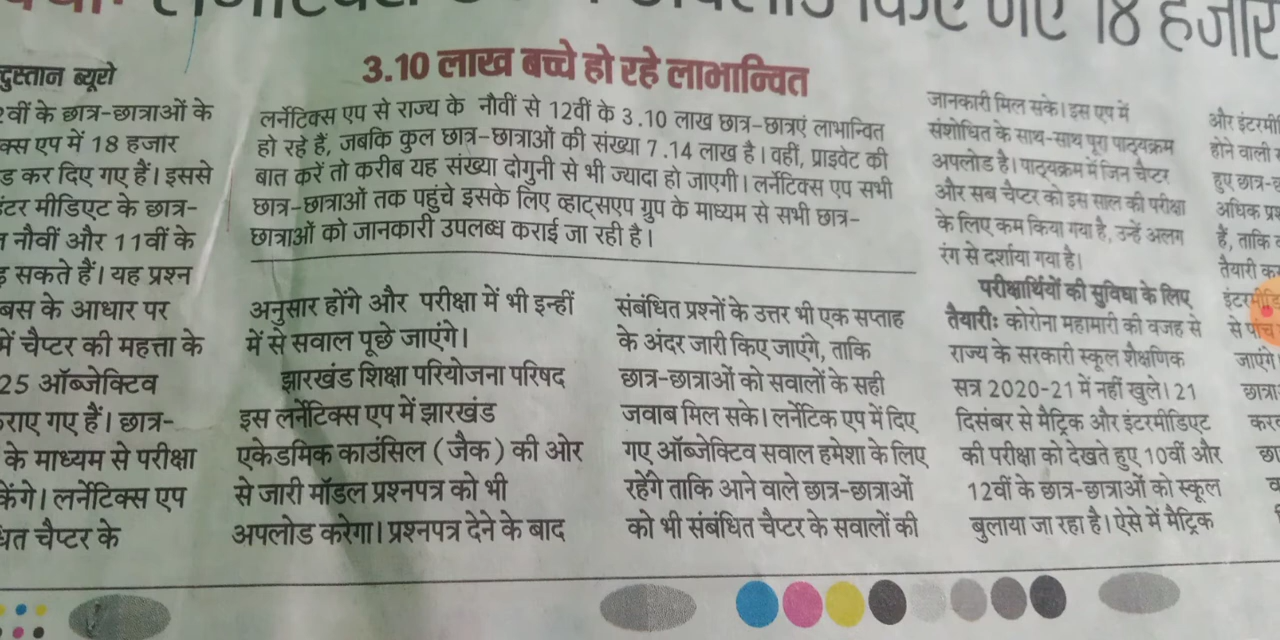 किए गए 18 हजार
3.10 लाख बच्चे हो रहे लाभान्वित
लर्नेटिक्स एप से राज्य के नौवीं से 12वीं के 3.10 लाख छात्र-छात्राएं लाभान्वित
हो रहे हैं, जबकि कुल छात्र-छात्राओं की संख्या 7.14 लाख है। वहीं, प्राइवेट की
बात करें तो करीब यह संख्या दोगुनी से भी ज्यादा हो जाएगी। लर्नेटिक्स एप सभी
छात्र-छात्राओं तक पहुंचे इसके लिए व्हाट्सएप ग्रुप के माध्यम से सभी छात्र-
छात्राओं को जानकारी उपलब्ध कराई जा रही है।
ब्यूरो
के छात्र-छात्राओं के
एप में 18 हजार
कर दिए गए हैं। इससे
मीडिएट के छात्र-
नौवीं और 11वीं के
सकते हैं। यह प्रश्न
के आधार पर
में चैप्टर की महत्ता के
25 ऑब्जेक्टिव
गए हैं। छात्र-
के माध्यम से परीक्षा
लर्नेटिक्स एप
चैप्टर के
अनुसार होंगे और परीक्षा में भी इन्हीं
में से सवाल पूछे जाएंगे।
झारखंड शिक्षा परियोजना परिषद
इस लर्नेटिक्स एप में झारखंड
एकेडमिक काउंसिल (जैक) की ओर
से जारी मॉडल प्रश्नपत्र को भी
अपलोड करेगा। प्रश्नपत्र देने के बाद
संबंधित प्रश्नों के उत्तर भी एक सप्ताह
के अंदर जारी किए जाएंगे, ताकि
छात्र-छात्राओं को सवालों के सही
जवाब मिल सके। लर्नेटिक एप में दिए
गए ऑब्जेक्टिव सवाल हमेशा के लिए
रहेंगे ताकि आने वाले छात्र-छात्राओं
को भी संबंधित चैप्टर के सवालों की
जानकारी मिल सके। इस एप में
संशोधित के साथ-साथ पूरा पाठ्यक्रम
अपलोड है। पाठ्यक्रम में जिन चैप्टर
और सब चैप्टर को इस साल की परीक्षा
के लिए कम किया गया है, उन्हें अलग
रंग से दर्शाया गया है।
परीक्षार्थियों की सुविधा के लिए
तैयारी: कोरोना महामारी की वजह से
राज्य के सरकारी स्कूल शैक्षणिक
सत्र 2020-21 में नहीं खुले। 21
दिसंबर से मैट्रिक और इंटरमीडिएट
की परीक्षा को देखते हुए 10वीं और
12वीं के छात्र-छात्राओं को स्कूल
बुलाया जा रहा है। ऐसे में मैट्रिक
और
होने वाली
हुए
अधिक
हैं, ताकि
तैयारी
से
जाएंगे।